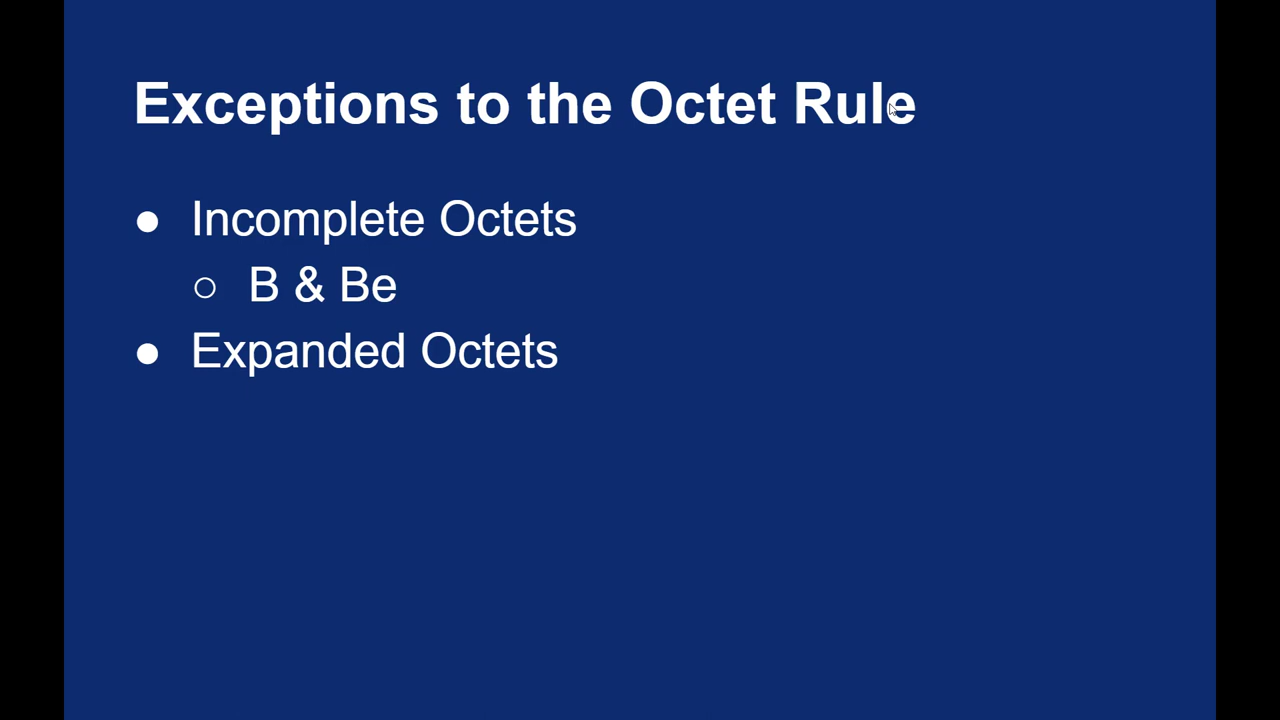 Exceptions to the Octet Rule
● Incomplete Octets
○ B & Be
● Expanded Octets